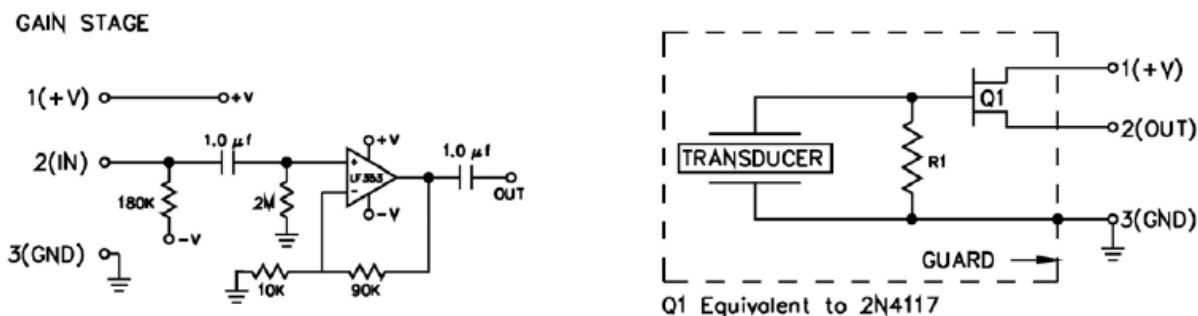 GAIN STAGE
1(+V)
+V
2(IN)
1.0 μf
+V
1.0 μf
180K
.2M
+
-
LF353
OUT
-V
-V
3(GND)
10K
90K
1(+V)
Q1
2(OUT)
TRANSDUCER
R1
3(GND)
GUARD
Q1 Equivalent to 2N4117